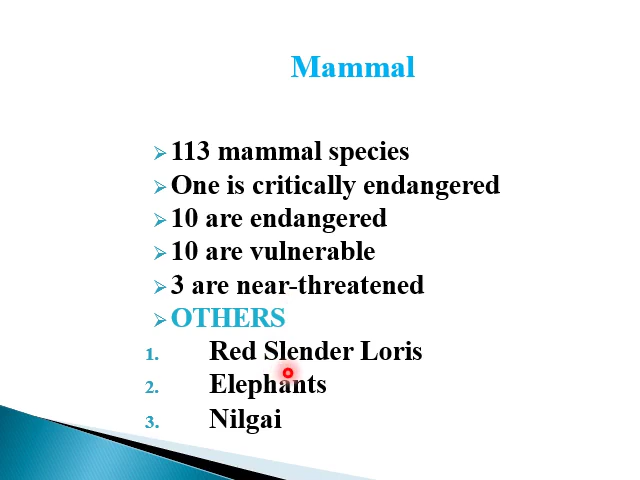 Mammal
113 mammal species
One is critically endangered
10 are endangered
10 are vulnerable
3 are near-threatened
OTHERS
1. Red Slender Loris
2. Elephants
3. Nilgai